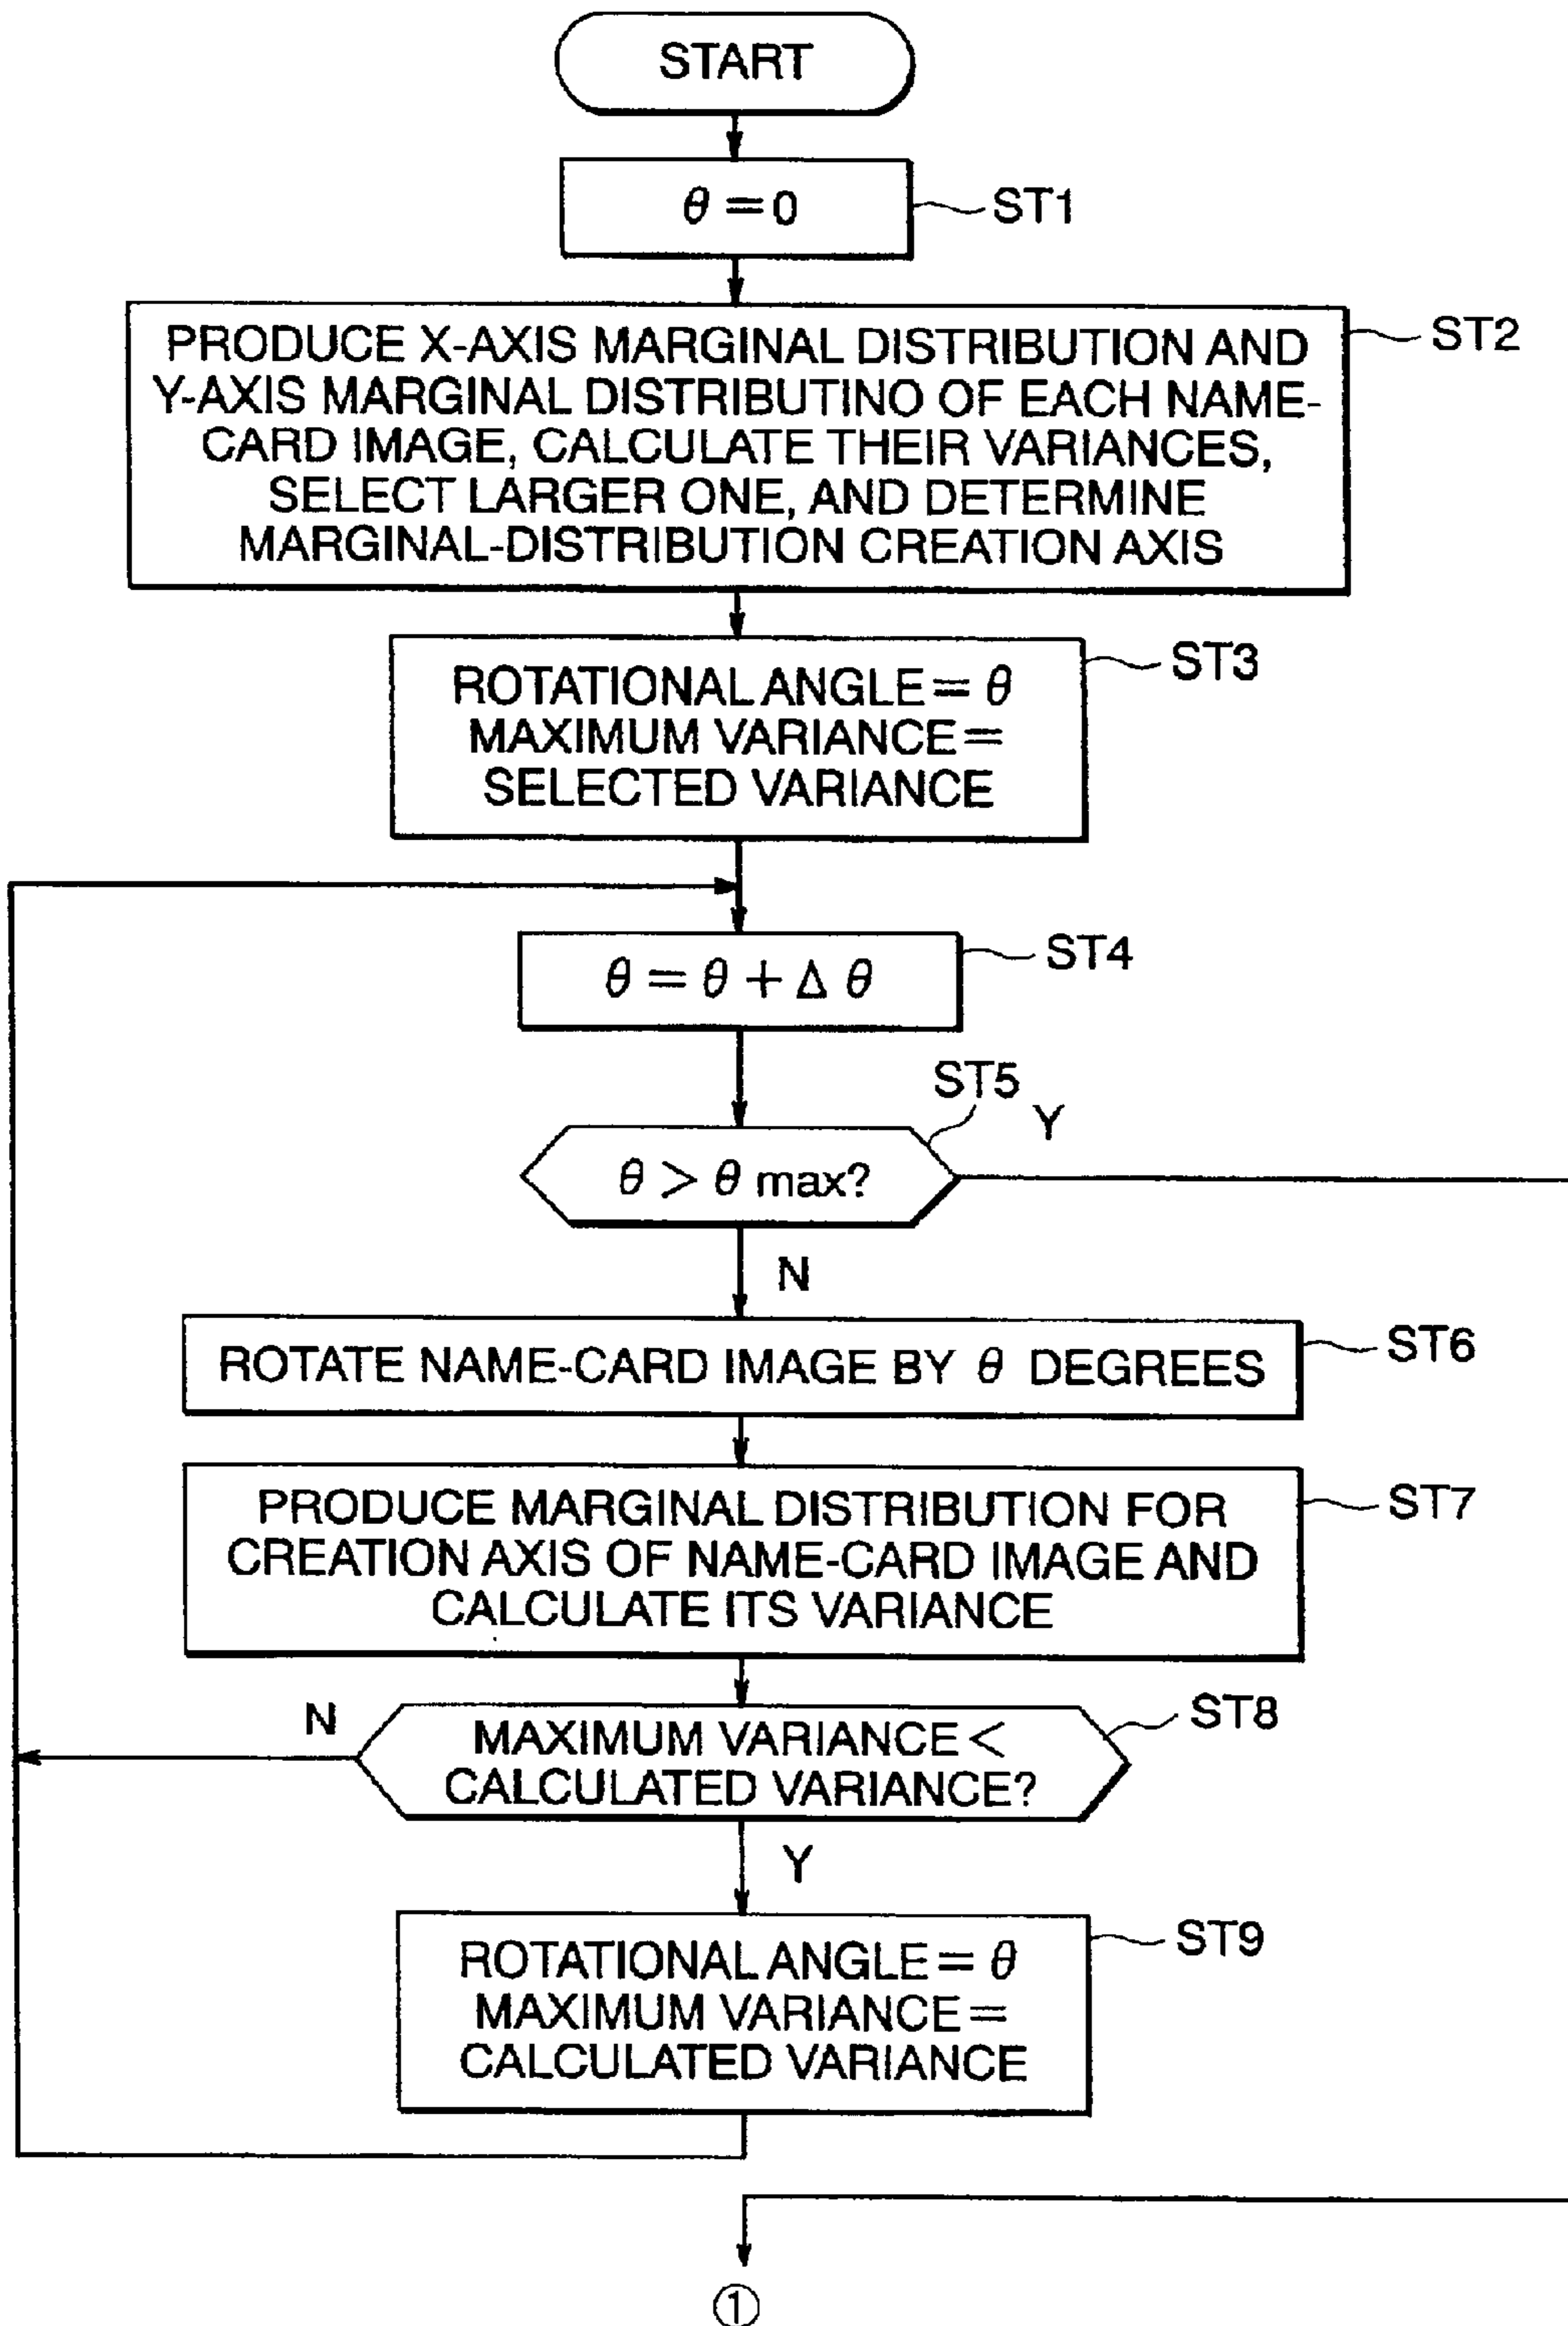 START
θ = 0
ST1
PRODUCE X-AXIS MARGINAL DISTRIBUTION AND
Y-AXIS MARGINAL DISTRIBUTINO OF EACH NAME-
CARD IMAGE, CALCULATE THEIR VARIANCES,
SELECT LARGER ONE, AND DETERMINE
MARGINAL-DISTRIBUTION CREATION AXIS
ST2
ROTATIONAL ANGLE = θ
MAXIMUM VARIANCE =
SELECTED VARIANCE
ST3
θ = θ + Δ θ
ST4
ST5
Y
θ > θ max?
N
ROTATE NAME-CARD IMAGE BY θ DEGREES
ST6
PRODUCE MARGINAL DISTRIBUTION FOR
CREATION AXIS OF NAME-CARD IMAGE AND
CALCULATE ITS VARIANCE
ST7
N
MAXIMUM VARIANCE <
CALCULATED VARIANCE?
ST8
Y
ROTATIONAL ANGLE = θ
MAXIMUM VARIANCE =
CALCULATED VARIANCE
ST9
①